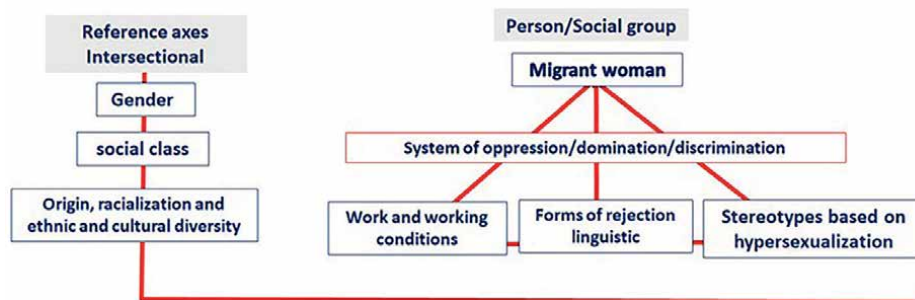 Reference axes
Intersectional
Gender
social class
Origin, racialization and
ethnic and cultural diversity
Person/Social group
Migrant woman
System of oppression/domination/discrimination
Work and working
conditions
Forms of rejection
linguistic
Stereotypes based on
hypersexualization